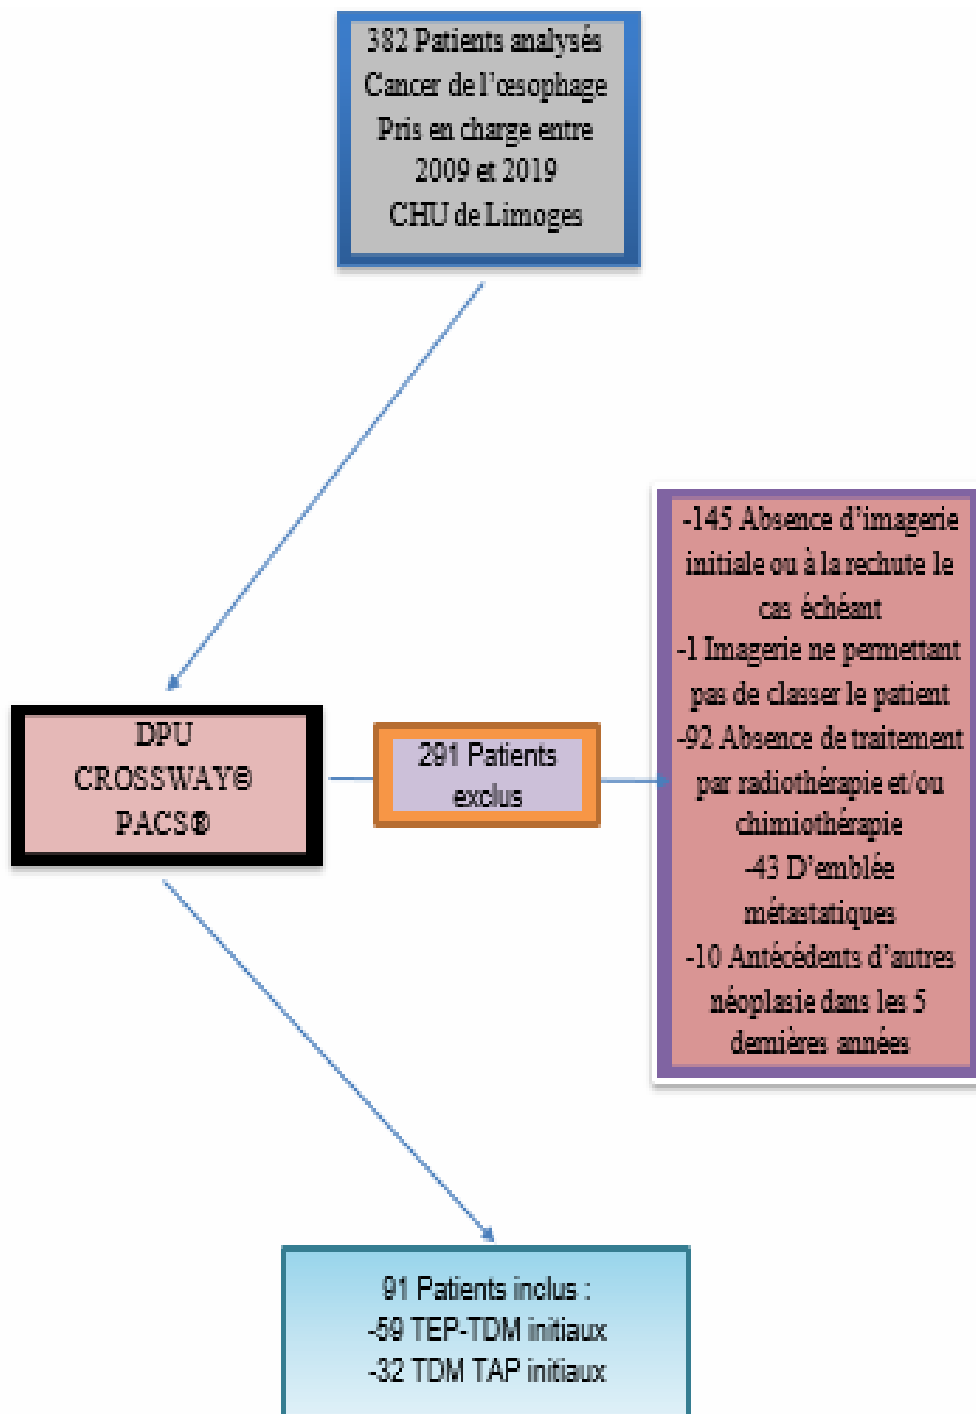 382 Patients analysés
Cancer de l'œsophage
Pris en charge entre
2009 et 2019
CHU de Limoges
DPU
CROSSWAY®
PACS®
291 Patients
exclus
-145 Absence d'imagerie
initiale ou à la rechute le
cas échéant
-1 Imagerie ne permettant
pas de classer le patient
-92 Absence de traitement
par radiothérapie et/ou
chimiothérapie
-43 D'emblée
métastatiques
-10 Antécédents d'autres
néoplasie dans les 5
dernières années
91 Patients inclus :
-59 TEP-TDM initiaux
-32 TDM TAP initiaux